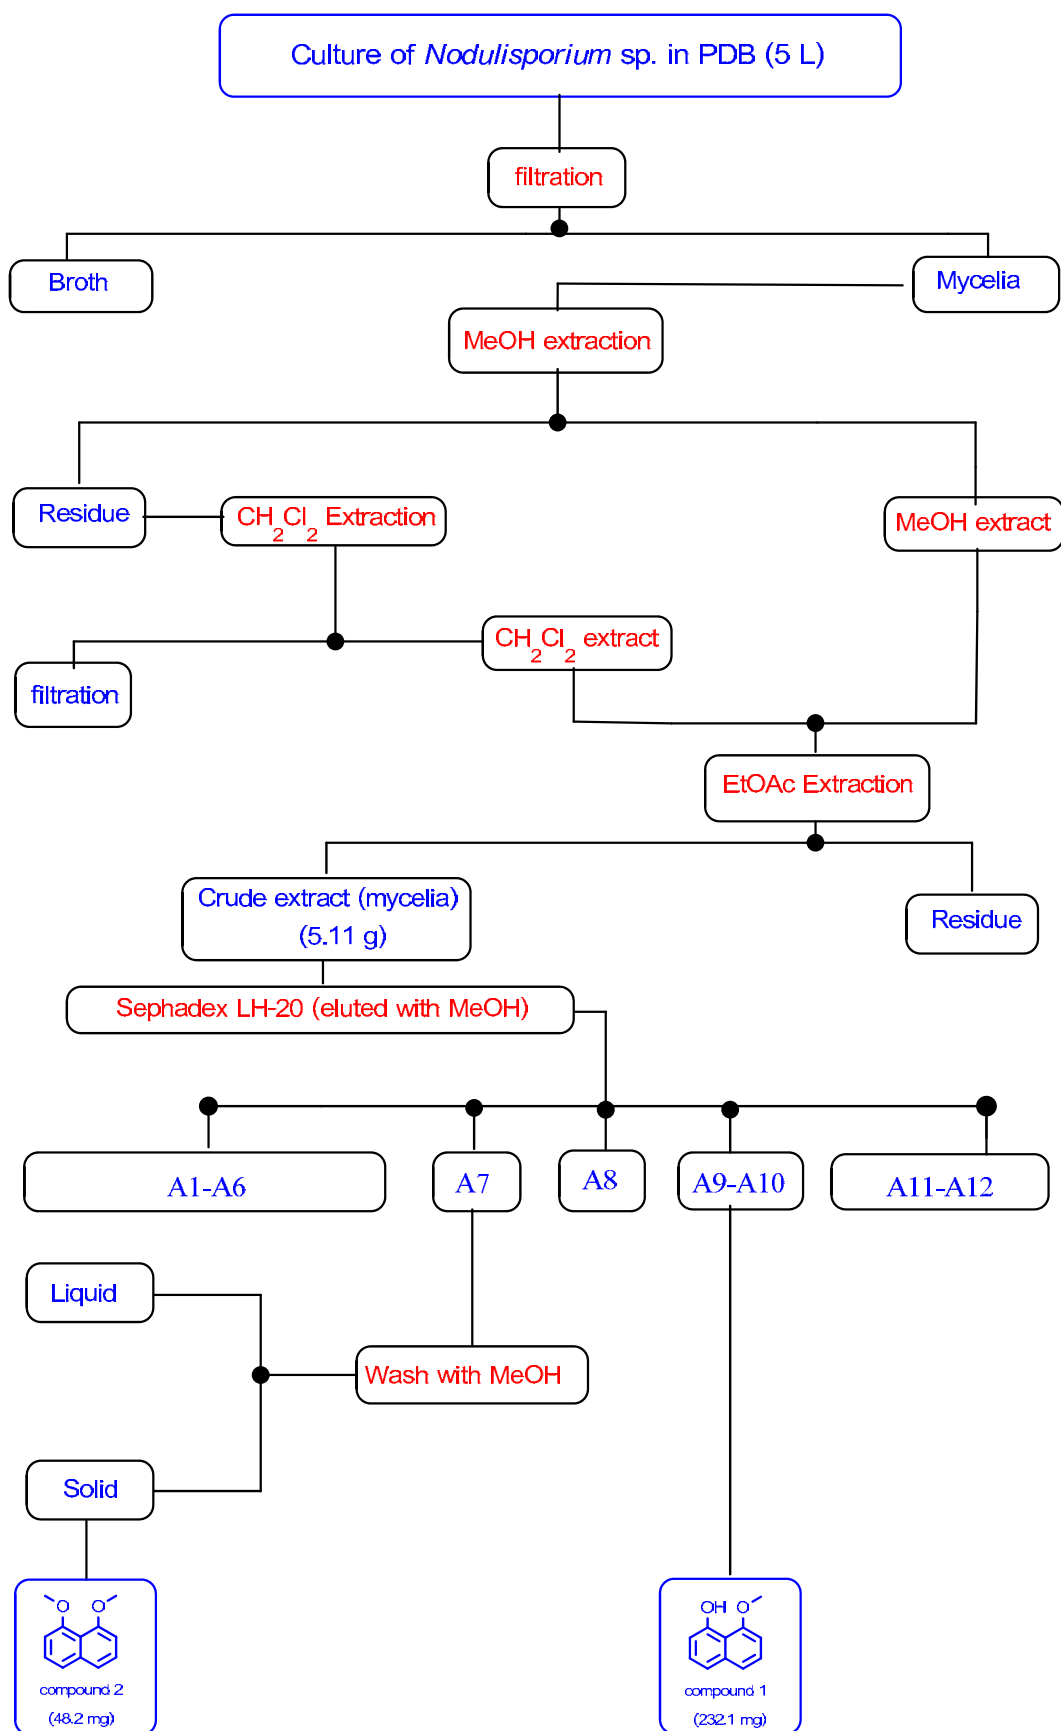 Culture of Nodulisporium sp. in PDB (5 L)
filtration
Broth
Mycelia
MeOH extraction
Residue
CH2Cl2 Extraction
MeOH extract
CH2Cl2 extract
filtration
EtOAc Extraction
Crude extract (mycelia)
(5.11 g)
Residue
Sephadex LH-20 (eluted with MeOH)
A1-A6
A7
A8
A9-A10
A11-A12
Liquid
Wash with MeOH
Solid
O O
compound 2
(48.2 mg)
OH O
compound 1
(232.1 mg)